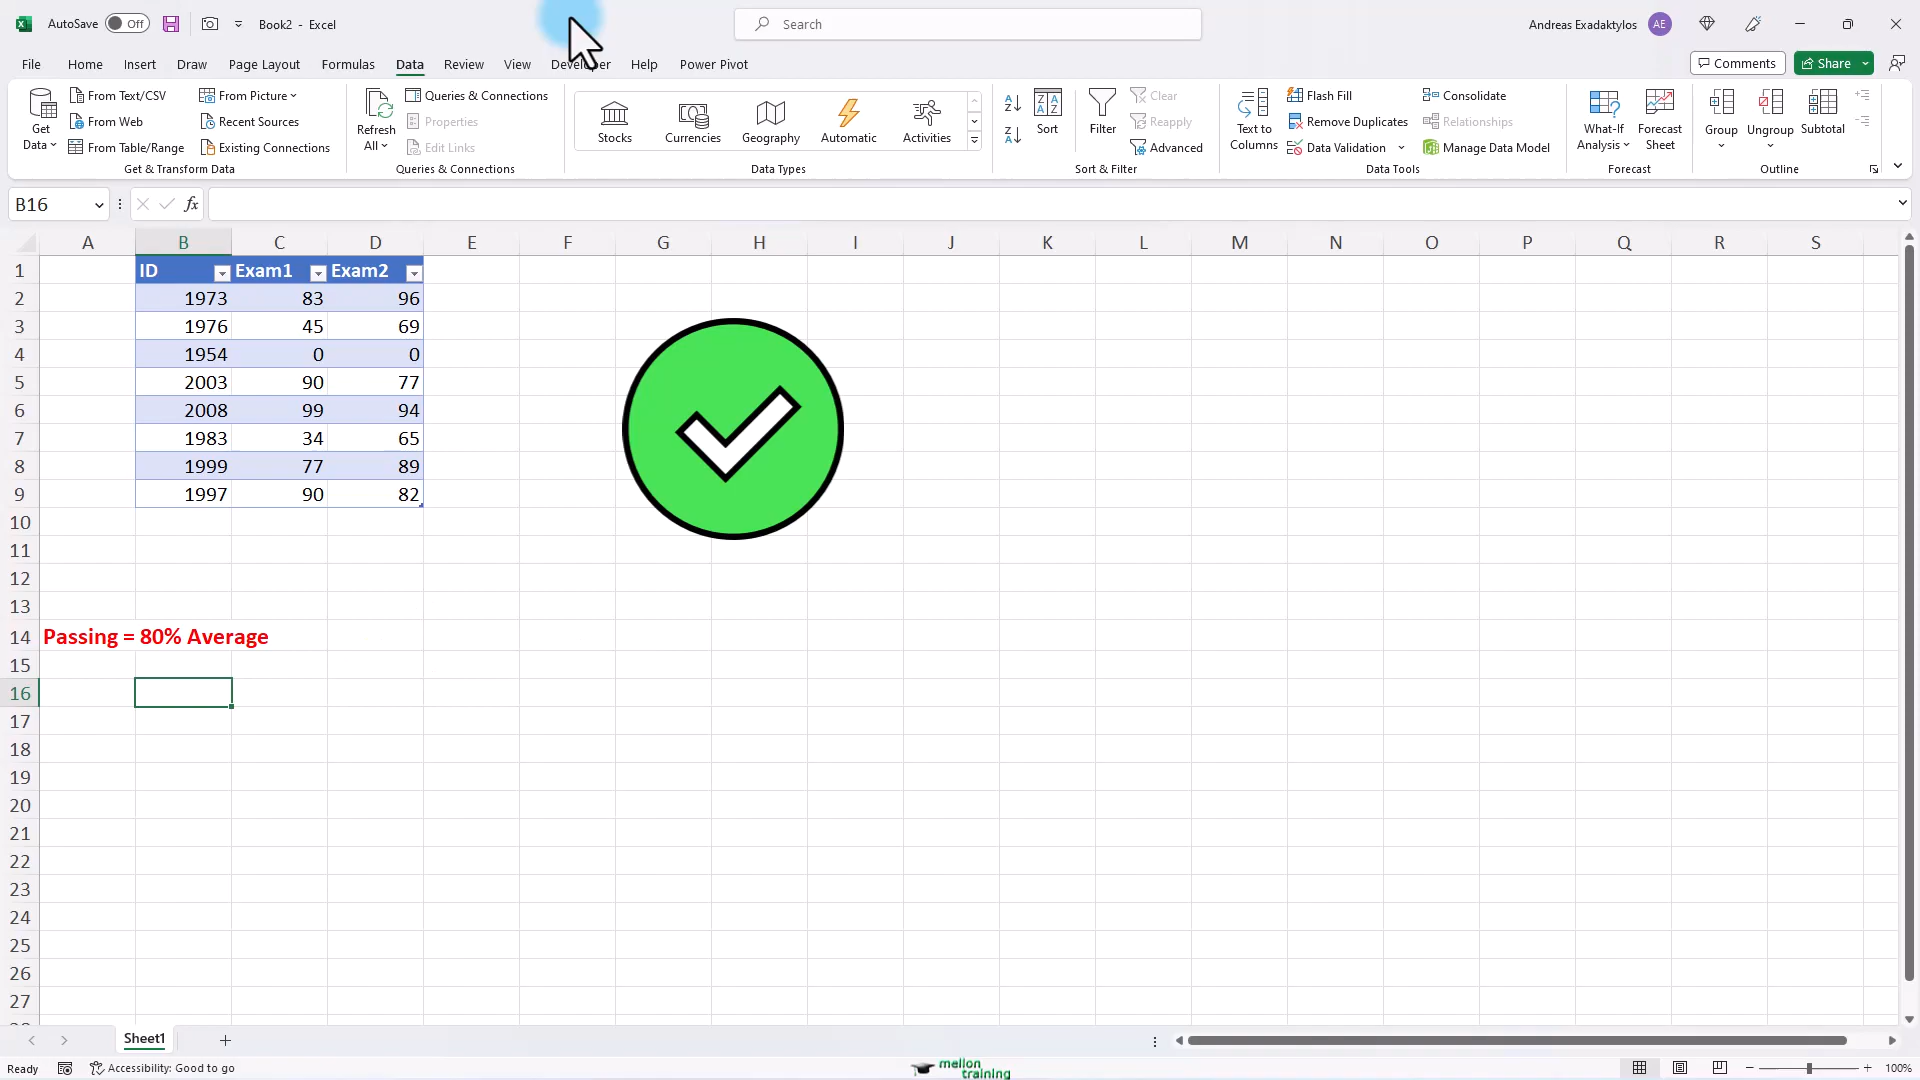 AutoSave Off Book2 - Excel Search Andreas Exadaktylos AE
File Home Insert Draw Page Layout Formulas Data Review View Developer Help Power Pivot Comments Share
Get Data
From Text/CSV
From Web
From Table/Range
From Picture
Recent Sources
Existing Connections
Get & Transform Data
Refresh All
Queries & Connections
Properties
Edit Links
Queries & Connections
Stocks Currencies Geography Automatic Activities
Data Types
Sort
Filter
Clear
Reapply
Advanced
Sort & Filter
Text to Columns
Flash Fill
Remove Duplicates
Data Validation
Consolidate
Relationships
Manage Data Model
Data Tools
What-If Analysis
Forecast Sheet
Forecast
Group Ungroup Subtotal
Outline
B16 fx
A B C D E F G H I J K L M N O P Q R S
1 ID Exam1 Exam2
2 1973 83 96
3 1976 45 69
4 1954 0 0
5 2003 90 77
6 2008 99 94
7 1983 34 65
8 1999 77 89
9 1997 90 82
10
11
12
13
14 Passing = 80% Average
15
16
17
18
19
20
21
22
23
24
25
26
27
Sheet1
Ready Accessibility: Good to go mellon training 100%